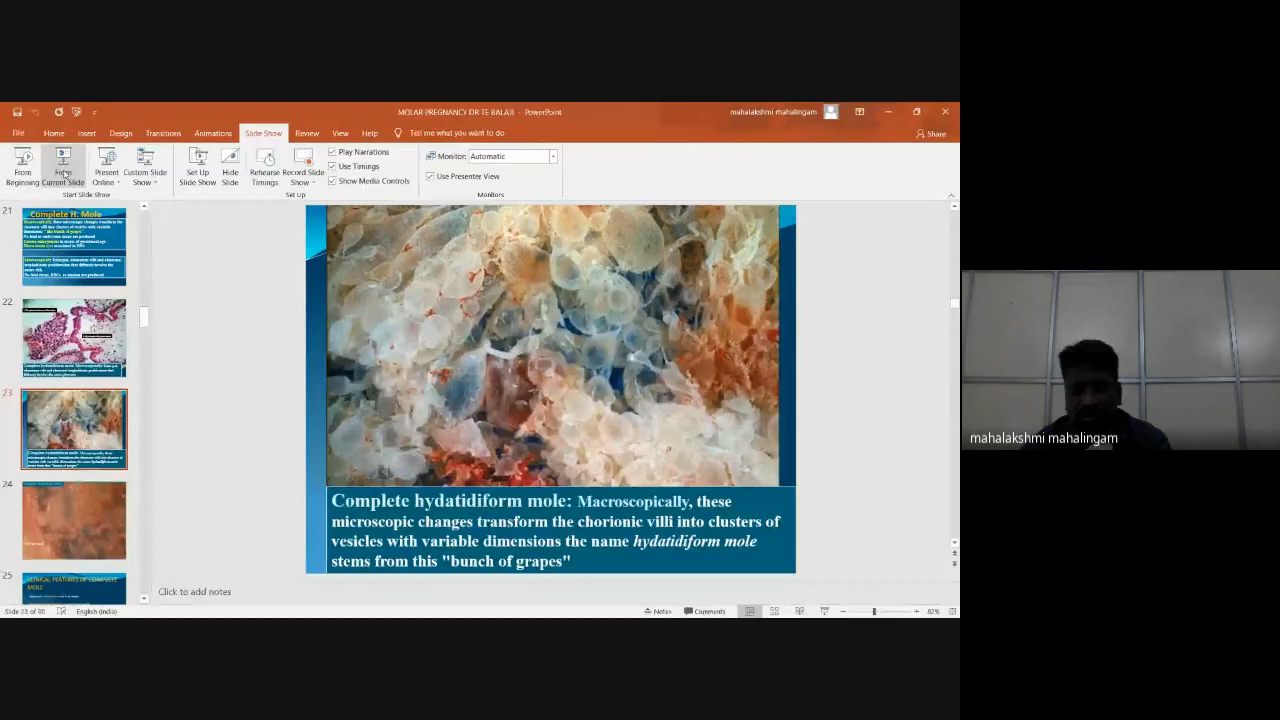 MOLAR PREGNANCY DR TE BALAJI - PowerPoint
mahalakshmi mahalingam
File Home Insert Design Transitions Animations Slide Show Review View Help Tell me what you want to do
Share
From Beginning
From Current Slide
Present Online
Custom Slide Show
Start Slide Show
Set Up Slide Show
Hide Slide
Rehearse Timings
Record Slide Show
Play Narrations
Use Timings
Show Media Controls
Set Up
Monitor: Automatic
Use Presenter View
Monitors
21
Complete H. Mole
22
23
24
25
CLINICAL FEATURES OF COMPLETE
MOLE
Complete hydatidiform mole: Macroscopically, these
microscopic changes transform the chorionic villi into clusters of
vesicles with variable dimensions the name hydatidiform mole
stems from this "bunch of grapes"
Click to add notes
Slide 23 of 80 English (India)
Notes Comments 82%
mahalakshmi mahalingam